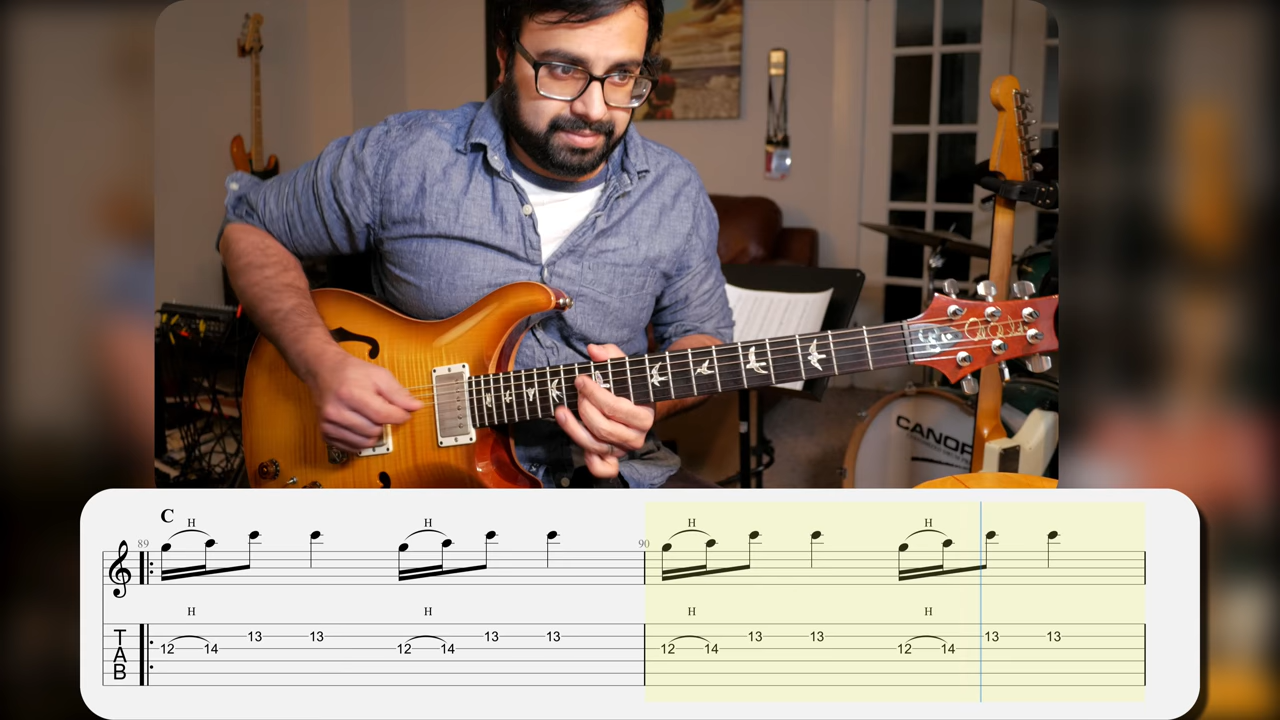 CANOP
C
H H H H
89 90
H H H H
T 13 13 13 13 13 13 13 13
A 12 14 12 14 12 14 12 14
B